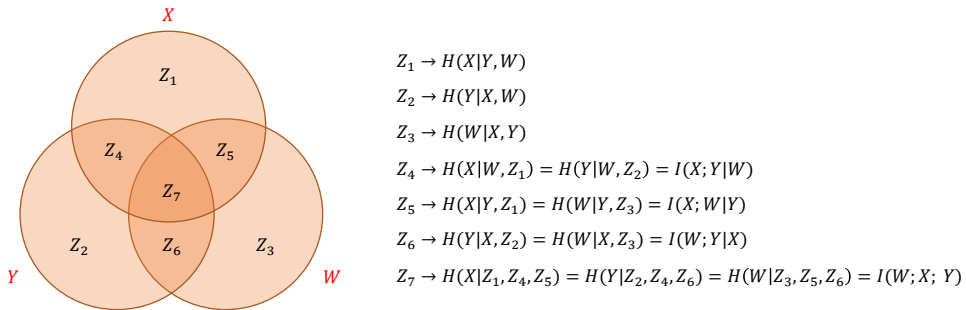 X
Z₁
Z₄
Z₅
Z₇
Z₂
Z₆
Z₃
Y
W
Z₁ → H(X|Y, W)
Z₂ → H(Y|X, W)
Z₃ → H(W|X, Y)
Z₄ → H(X|W, Z₁) = H(Y|W, Z₂) = I(X; Y|W)
Z₅ → H(X|Y, Z₁) = H(W|Y, Z₃) = I(X; W|Y)
Z₆ → H(Y|X, Z₂) = H(W|X, Z₃) = I(W; Y|X)
Z₇ → H(X|Z₁, Z₄, Z₅) = H(Y|Z₂, Z₄, Z₆) = H(W|Z₃, Z₅, Z₆) = I(W; X; Y)